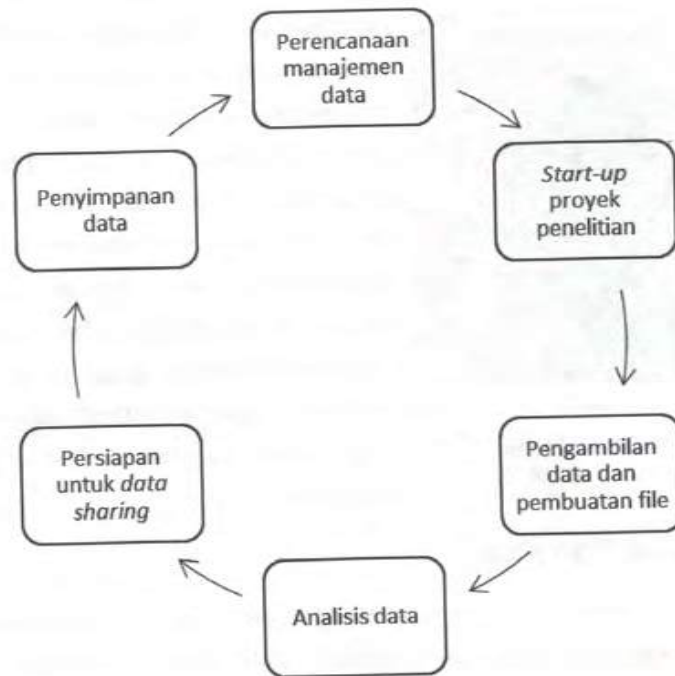 Perencanaan
manajemen
data
Start-up
proyek
penelitian
Pengambilan
data dan
pembuatan file
Analisis data
Persiapan
untuk data
sharing
Penyimpanan
data